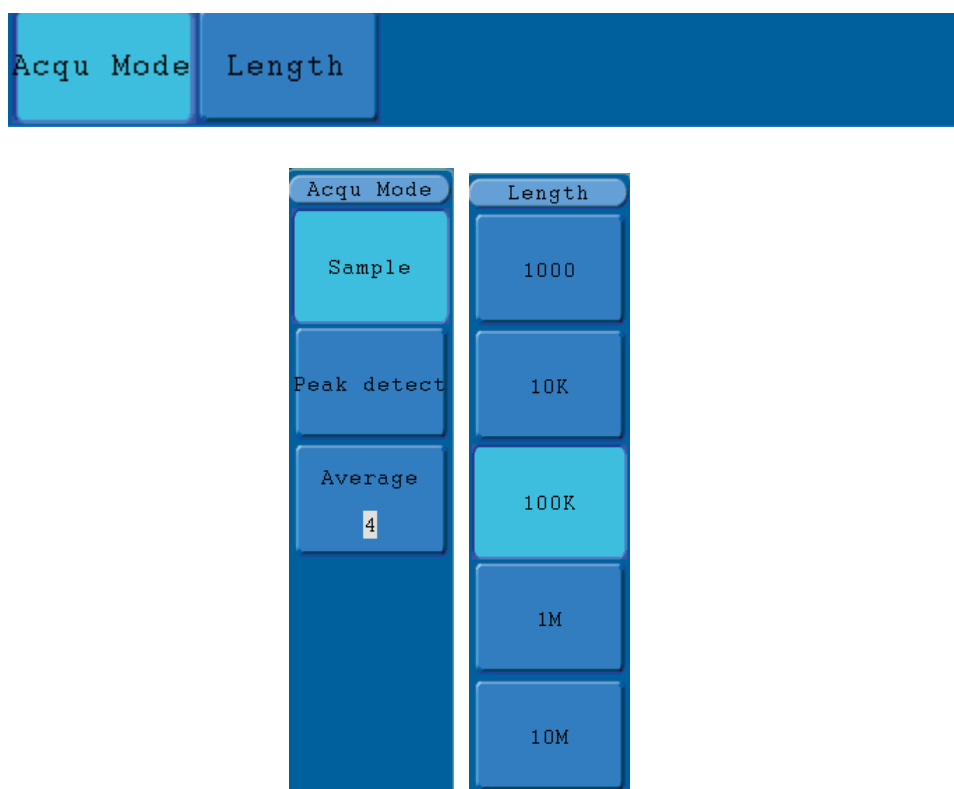 Acqu Mode Length
Acqu Mode
Sample
Peak detect
Average
4
Length
1000
10K
100K
1M
10M